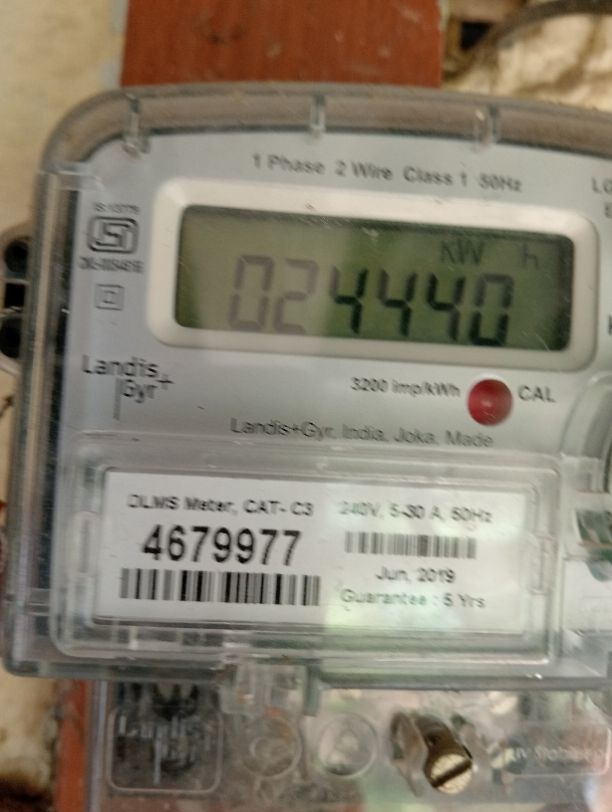 1 Phase 2 Wire Class 1 50Hz
kW h
024440
Landis+
Gyr
3200 imp/kWh
CAL
Landis+Gyr, India, Joka, Made
DLMS Meter, CAT- C3
240V, 5-30 A, 50Hz
4679977
Jun, 2019
Guarantee : 5 Yrs